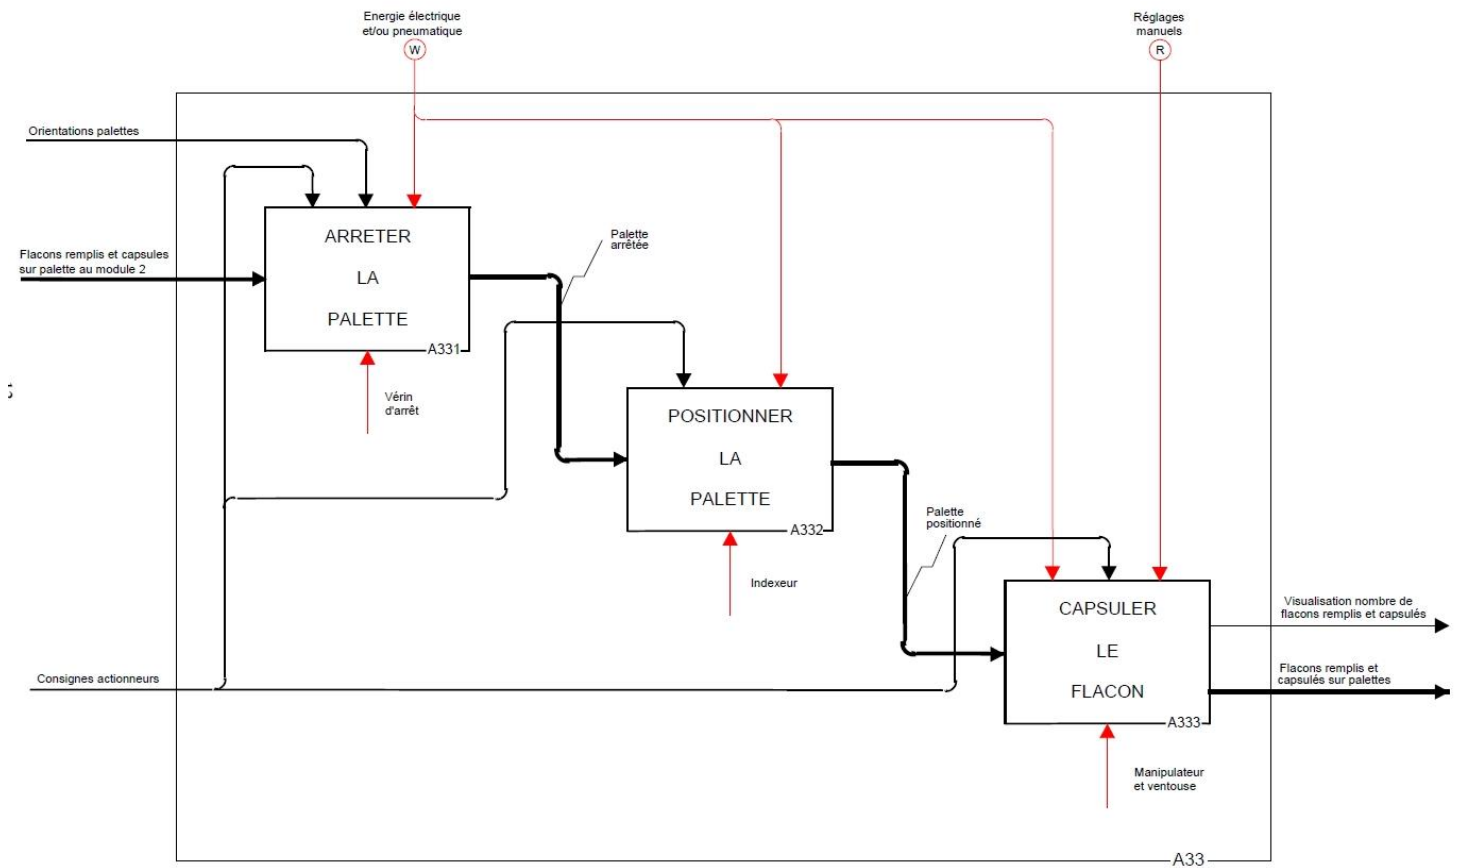 Energie électrique
et/ou pneumatique
W
Réglages
manuels
R
Orientations palettes
Flacons remplis et capsules
sur palette au module 2
ARRETER
LA
PALETTE
A331
Palette
arrêtée
Vérin
d'arrêt
POSITIONNER
LA
PALETTE
A332
Indexeur
Palette
positionné
CAPSULER
LE
FLACON
A333
Visualisation nombre de
flacons remplis et capsulés
Flacons remplis et
capsulés sur palettes
Consignes actionneurs
Manipulateur
et ventouse
A33